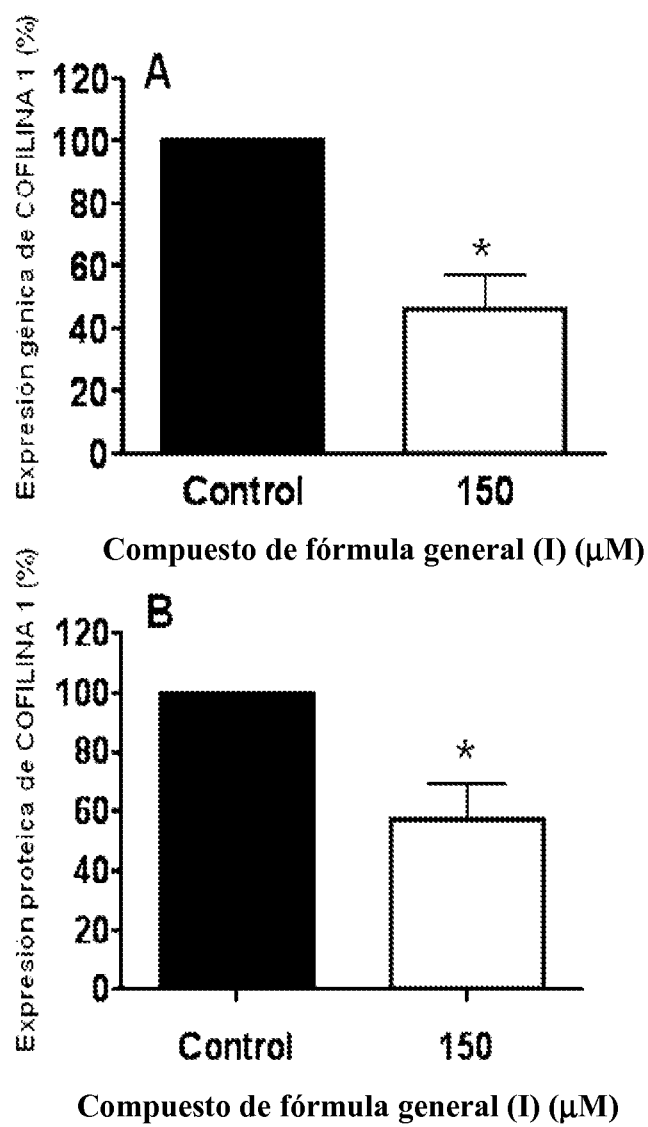 Expresión génica de COFILINA 1 (%)
A
120
100
80
60
40
20
0
*
Control 150
Compuesto de fórmula general (I) (μM)
Expresión proteica de COFILINA 1 (%)
B
120
100
80
60
40
20
0
*
Control 150
Compuesto de fórmula general (I) (μM)